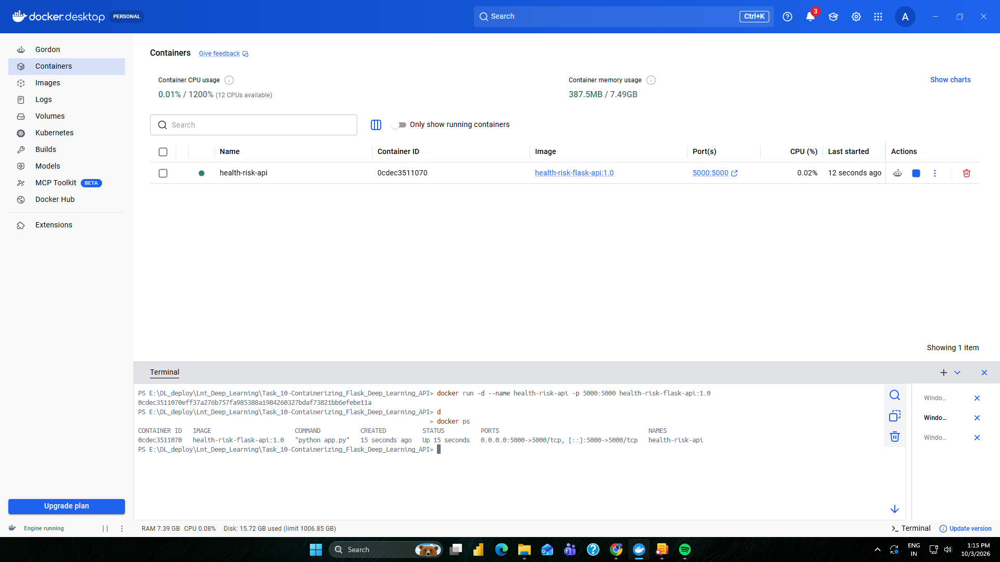 docker desktop PERSONAL
Search Ctrl+K
3
A
Gordon
Containers
Images
Logs
Volumes
Kubernetes
Builds
Models
MCP Toolkit BETA
Docker Hub
Extensions
Upgrade plan
Containers Give feedback
Container CPU usage
0.01% / 1200% (12 CPUs available)
Container memory usage
387.5MB / 7.49GB
Show charts
Search
Only show running containers
Name Container ID Image Port(s) CPU (%) Last started Actions
health-risk-api 0cdec3511070 health-risk-flask-api:1.0 5000:5000 0.02% 12 seconds ago
Showing 1 item
Terminal
PS E:\DL_deploy\Lnt_Deep_Learning\Task_10-Containerizing_Flask_Deep_Learning_API> docker run -d --name health-risk-api -p 5000:5000 health-risk-flask-api:1.0
0cdec3511070eff37a276b757fa985388a1984260327bdaf73821bb6efebe11a
PS E:\DL_deploy\Lnt_Deep_Learning\Task_10-Containerizing_Flask_Deep_Learning_API> d
> docker ps
CONTAINER ID IMAGE COMMAND CREATED STATUS PORTS NAMES
0cdec3511070 health-risk-flask-api:1.0 "python app.py" 15 seconds ago Up 15 seconds 0.0.0.0:5000->5000/tcp, [::]:5000->5000/tcp health-risk-api
PS E:\DL_deploy\Lnt_Deep_Learning\Task_10-Containerizing_Flask_Deep_Learning_API>
Windo...
Windo...
Windo...
Engine running
RAM 7.39 GB CPU 0.08% Disk: 15.72 GB used (limit 1006.85 GB)
Terminal
Update version
Search
ENG
IN
1:15 PM
10/3/2026